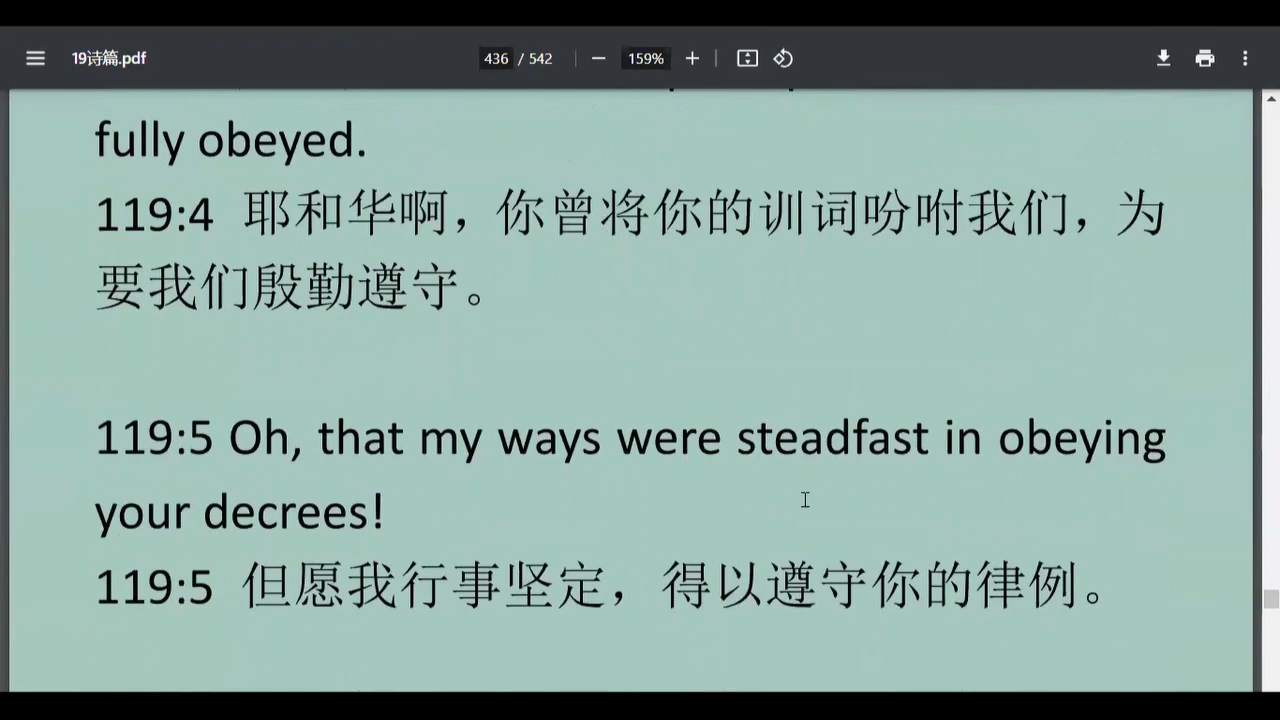 19诗篇.pdf
436 / 542
159%
fully obeyed.
119:4 耶和华啊，你曾将你的训词吩咐我们，为
要我们殷勤遵守。
119:5 Oh, that my ways were steadfast in obeying
your decrees!
119:5 但愿我行事坚定，得以遵守你的律例。